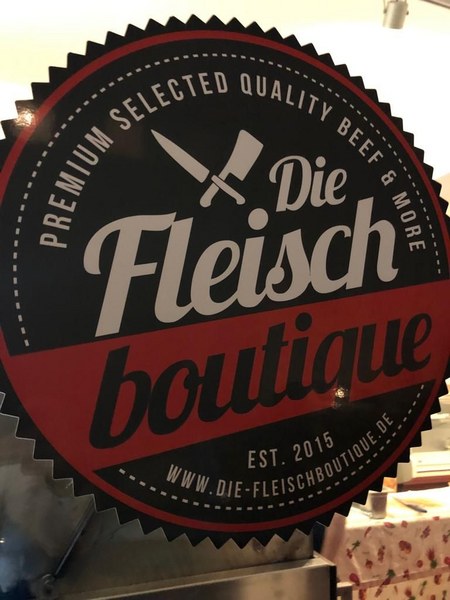 PREMIUM SELECTED QUALITY BEEF & MORE
Die
Fleisch
boutique
EST. 2015
WWW.DIE-FLEISCHBOUTIQUE.DE